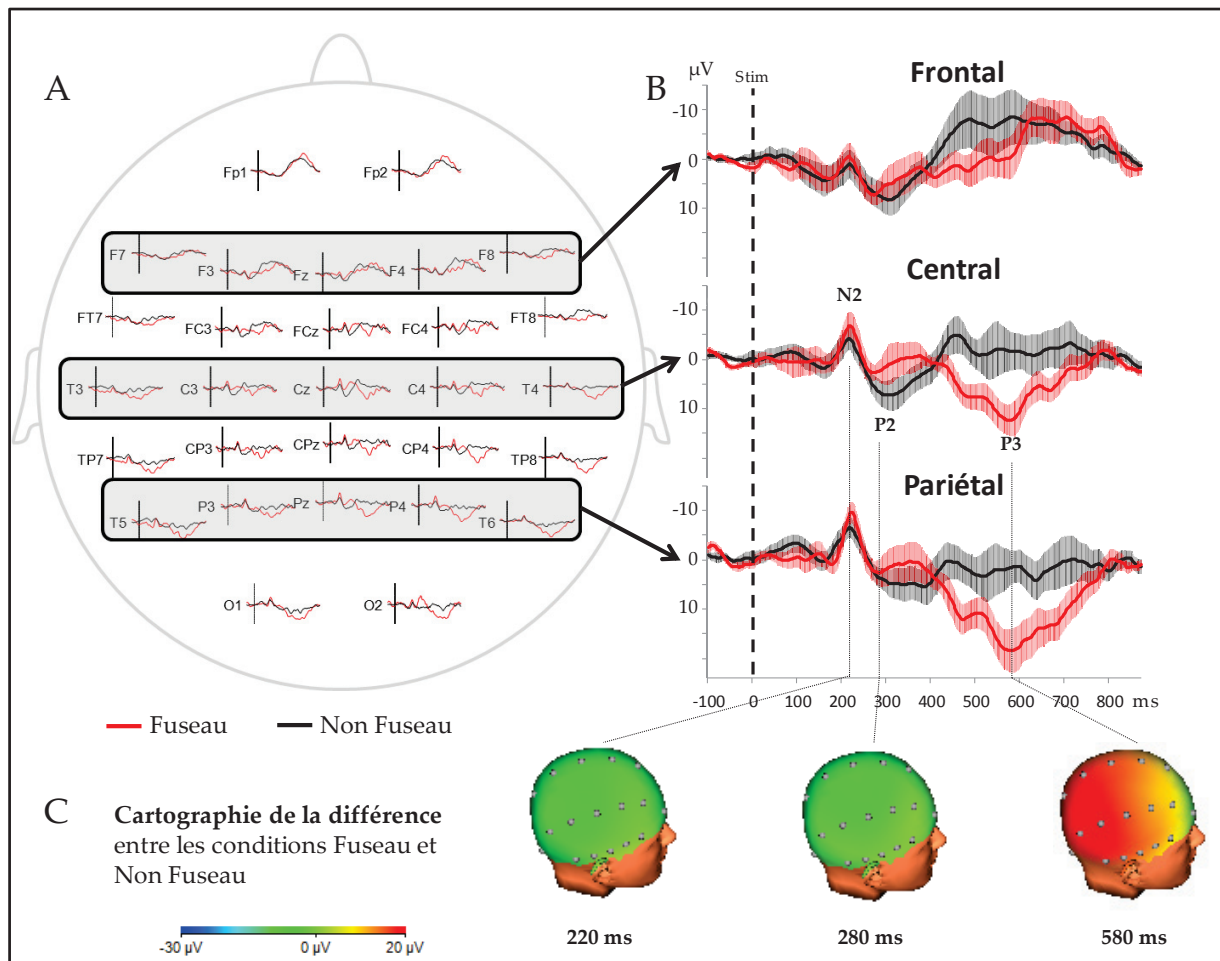 A
Fp1 Fp2
F7 F3 Fz F4 F8
FT7 FC3 FCz FC4 FT8
T3 C3 Cz C4 T4
TP7 CP3 CPz CP4 TP8
T5 P3 Pz P4 T6
O1 O2
Fuseau Non Fuseau
B
µV
Stim
Frontal
-10
0
10
Central
-10
0
10
N2
P2
P3
Pariétal
-10
0
10
-100 0 100 200 300 400 500 600 700 800 ms
C
Cartographie de la différence
entre les conditions Fuseau et
Non Fuseau
-30 µV 0 µV 20 µV
220 ms 280 ms 580 ms